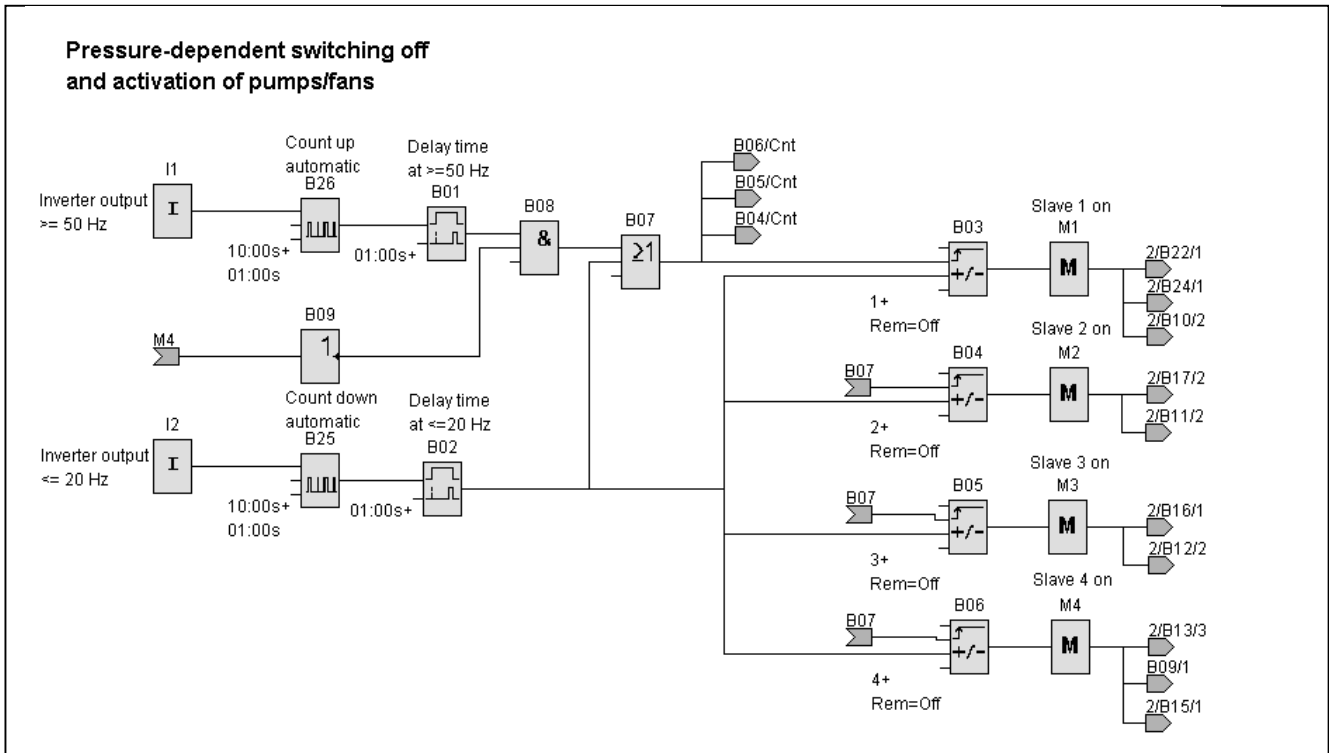 Pressure-dependent switching off
and activation of pumps/fans
I1
Inverter output
>= 50 Hz
I
Count up
automatic
B26
10:00s+
01:00s
Delay time
at >=50 Hz
B01
01:00s+
B08
&
B07
≥1
B06/Cnt
B05/Cnt
B04/Cnt
B03
+/-
1+
Rem=Off
Slave 1 on
M1
M
2/B22/1
2/B24/1
2/B10/2
M4
B09
1
B07
B04
+/-
2+
Rem=Off
Slave 2 on
M2
M
2/B17/2
2/B11/2
I2
Inverter output
<= 20 Hz
I
Count down
automatic
B25
10:00s+
01:00s
Delay time
at <=20 Hz
B02
01:00s+
B07
B05
+/-
3+
Rem=Off
Slave 3 on
M3
M
2/B16/1
2/B12/2
B07
B06
+/-
4+
Rem=Off
Slave 4 on
M4
M
2/B13/3
B09/1
2/B15/1